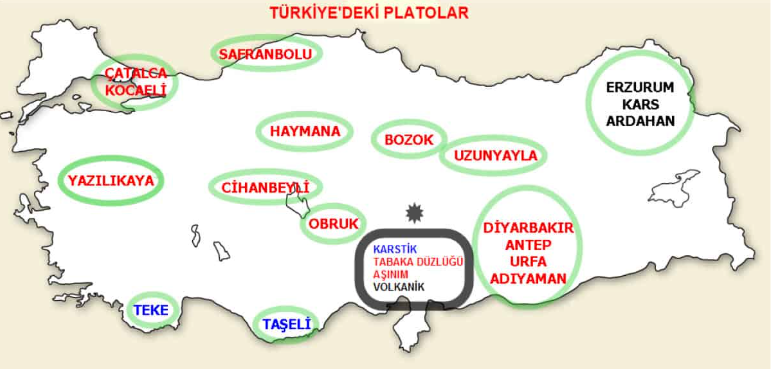 TÜRKİYE'DEKİ PLATOLAR
SAFRANBOLU
ÇATALCA
KOCAELİ
ERZURUM
KARS
ARDAHAN
HAYMANA
BOZOK
UZUNYAYLA
YAZILIKAYA
CİHANBEYLİ
OBRUK
DİYARBAKIR
ANTEP
URFA
ADIYAMAN
KARSTİK
TABAKA DÜZLÜĞÜ
AŞINIM
VOLKANİK
TEKE
TAŞELİ